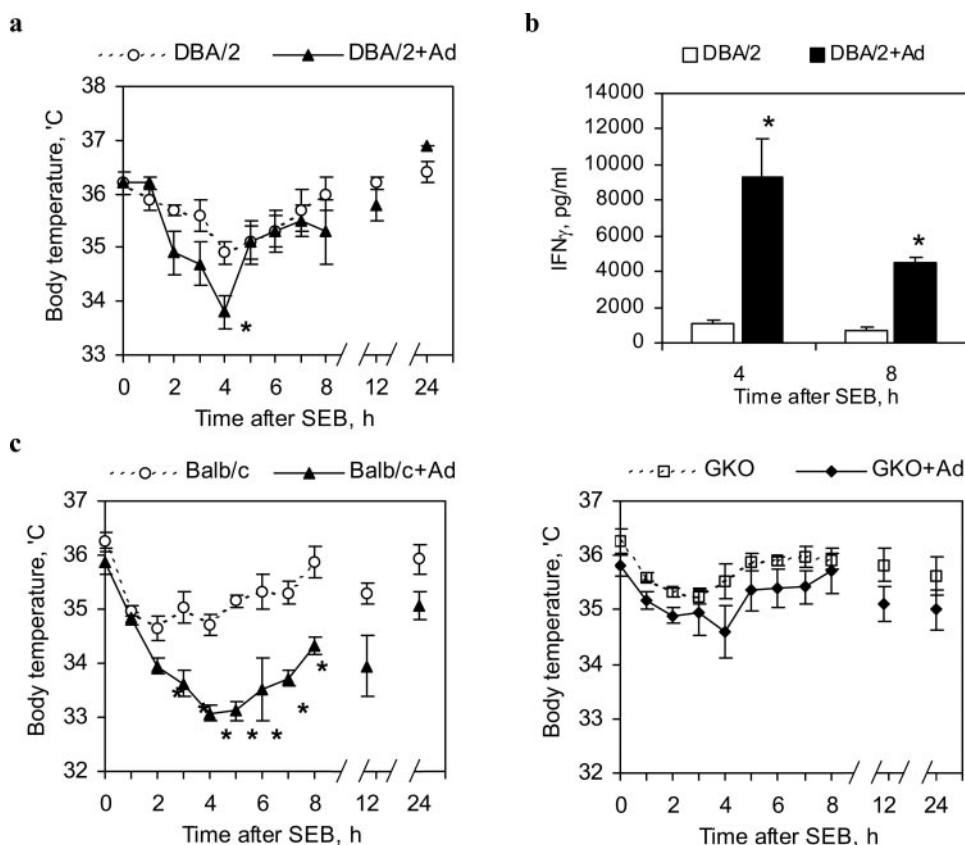 a
DBA/2 DBA/2+Ad
38
37
36
35
34
33
Body temperature, 'C
0 2 4 6 8 12 24
Time after SEB, h
*
b
DBA/2 DBA/2+Ad
14000
12000
10000
8000
6000
4000
2000
0
IFNγ, pg/ml
* *
4 8
Time after SEB, h
c
Balb/c Balb/c+Ad
37
36
35
34
33
32
Body temperature, 'C
* * * * * * *
0 2 4 6 8 12 24
Time after SEB, h
GKO GKO+Ad
37
36
35
34
33
32
Body temperature, 'C
0 2 4 6 8 12 24
Time after SEB, h